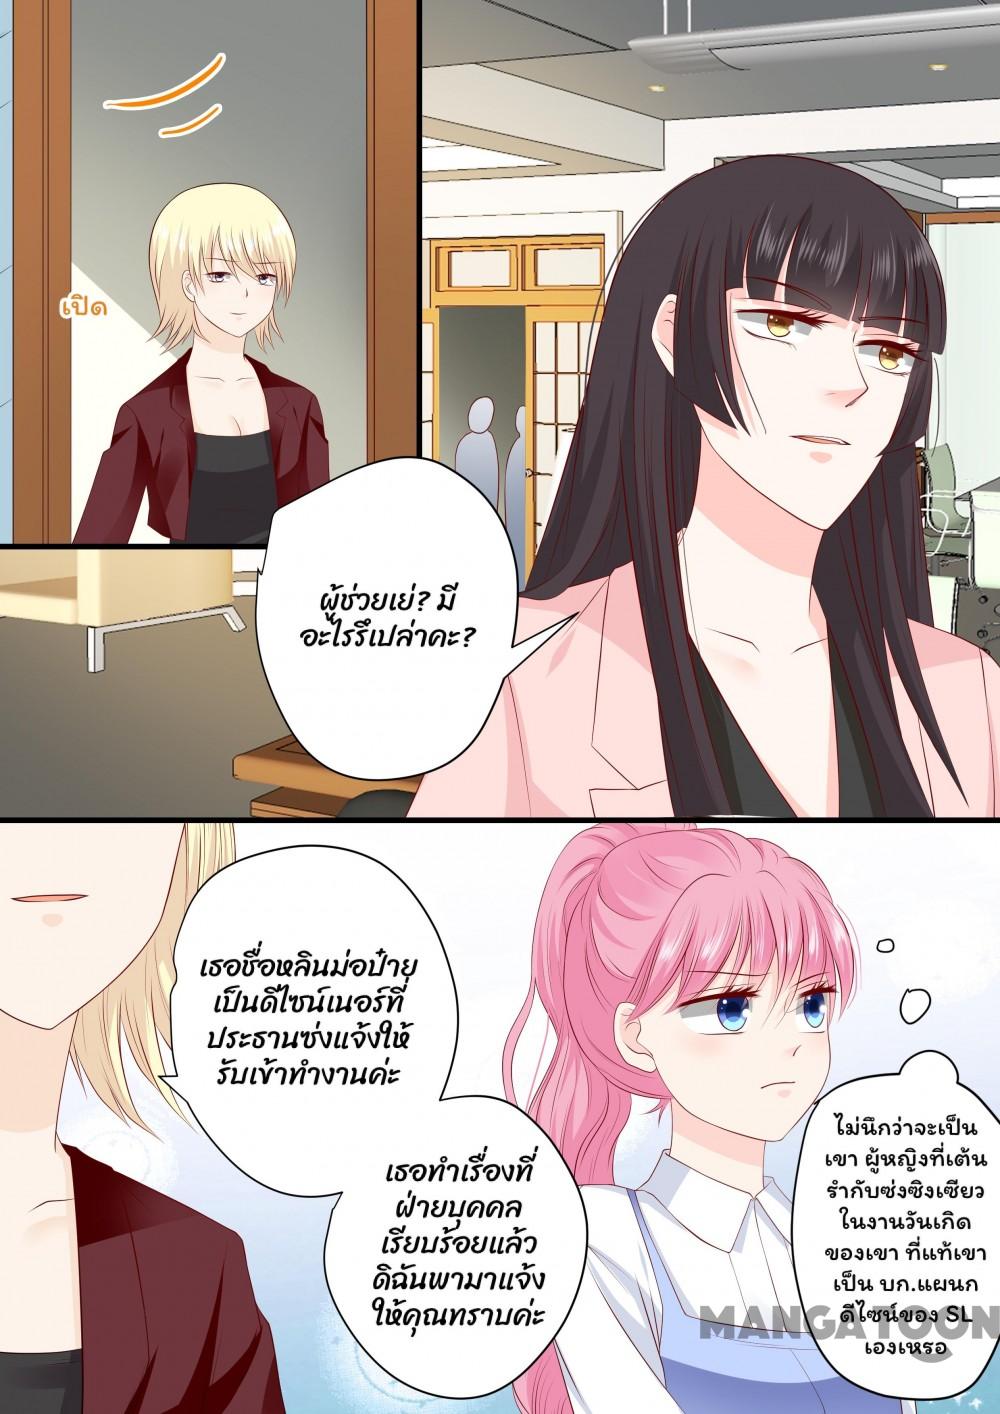 เปิด
ผู้ช่วยเย่? มี
อะไรรึเปล่าคะ?
เธอชื่อหลินม่อป๋าย
เป็นดีไซน์เนอร์ที่
ประธานซ่งแจ้งให้
รับเข้าทำงานค่ะ
เธอทำเรื่องที่
ฝ่ายบุคคล
เรียบร้อยแล้ว
ดิฉันพามาแจ้ง
ให้คุณทราบค่ะ
ไม่นึกว่าจะเป็น
เขา ผู้หญิงที่เต้น
รำกับซ่งซิงเซียว
ในงานวันเกิด
ของเขา ที่แท้เขา
เป็น บก.แผนก
ดีไซน์ของ SL
เองเหรอ
MANGATOON